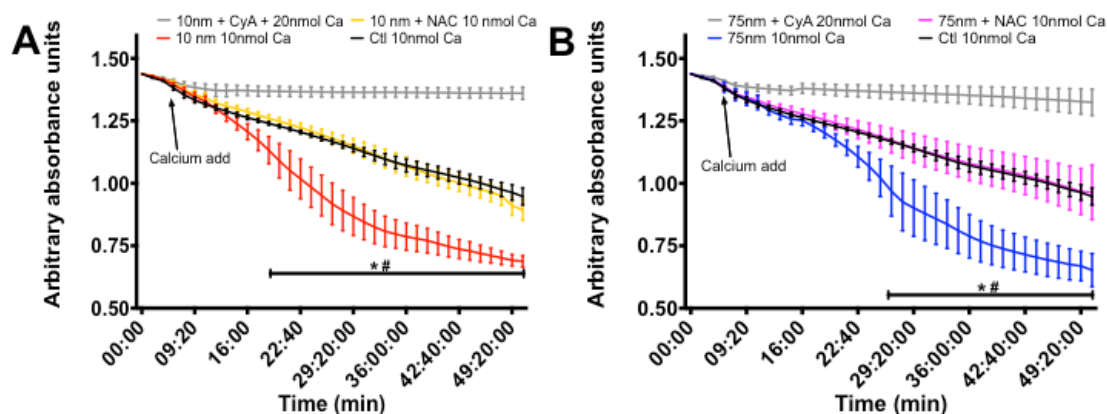 A
10nm + CyA + 20nmol Ca
10 nm + NAC 10 nmol Ca
10 nm 10nmol Ca
Ctl 10nmol Ca
Arbitrary absorbance units
1.50
1.25
1.00
0.75
0.50
Calcium add
*#
00:00
09:20
16:00
22:40
29:20:00
36:00:00
42:40:00
49:20:00
Time (min)
B
75nm + CyA 20nmol Ca
75nm + NAC 10nmol Ca
75nm 10nmol Ca
Ctl 10nmol Ca
Arbitrary absorbance units
1.50
1.25
1.00
0.75
0.50
Calcium add
*#
00:00
09:20
16:00
22:40
29:20:00
36:00:00
42:40:00
49:20:00
Time (min)